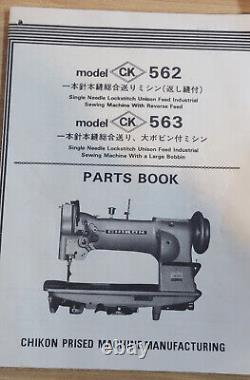 model CK 562
一本針本縫総合送りミシン(返し縫付)
Single Needle Lockstitch Unison Feed Industrial
Sewing Machine With Reverse Feed
model CK 563
一本針本縫総合送り、大ボビン付ミシン
Single Needle Lockstitch Unison Feed Industrial
Sewing Machine With a Large Bobbin
PARTS BOOK
CHIKON
CHIKON PRISED MACHINE MANUFACTURING